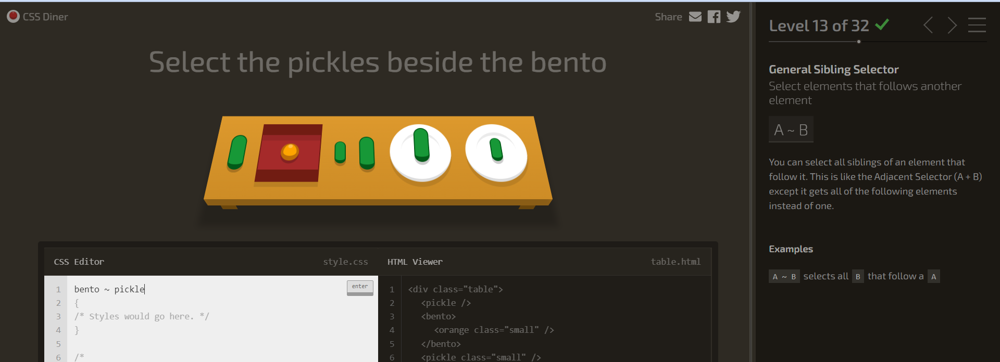 CSS Diner
Share
Select the pickles beside the bento
CSS Editor
style.css
1 bento ~ pickle
enter
2 {
3 /* Styles would go here. */
4 }
5
6 /*
HTML Viewer
table.html
1 <div class="table">
2 <pickle />
3 <bento>
4 <orange class="small" />
5 </bento>
6 <pickle class="small" />
Level 13 of 32
General Sibling Selector
Select elements that follows another
element
A ~ B
You can select all siblings of an element that
follow it. This is like the Adjacent Selector (A + B)
except it gets all of the following elements
instead of one.
Examples
A ~ B selects all B that follow a A